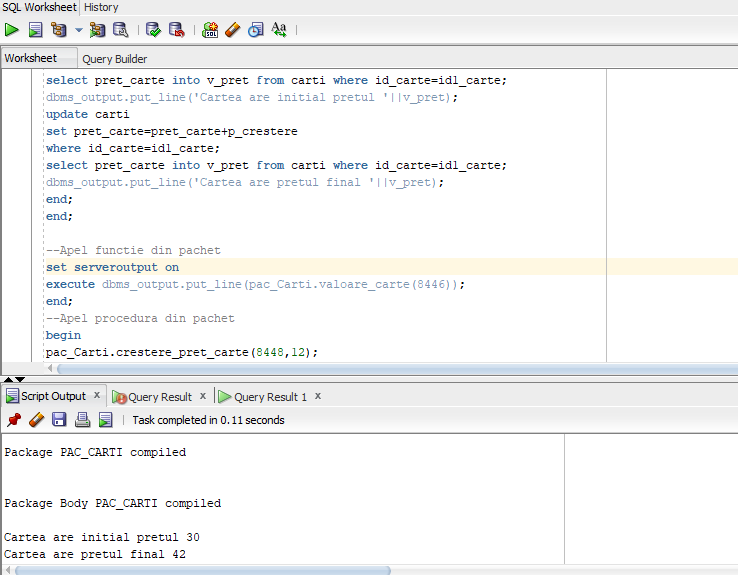 SQL Worksheet History
Worksheet Query Builder
select pret_carte into v_pret from carti where id_carte=id1_carte;
dbms_output.put_line('Cartea are initial pretul '||v_pret);
update carti
set pret_carte=pret_carte+p_crestere
where id_carte=id1_carte;
select pret_carte into v_pret from carti where id_carte=id1_carte;
dbms_output.put_line('Cartea are pretul final '||v_pret);
end;
end;
--Apel functie din pachet
set serveroutput on
execute dbms_output.put_line(pac_Carti.valoare_carte(8446));
end;
--Apel procedura din pachet
begin
pac_Carti.crestere_pret_carte(8448,12);
Script Output x Query Result x Query Result 1 x
Task completed in 0.11 seconds
Package PAC_CARTI compiled
Package Body PAC_CARTI compiled
Cartea are initial pretul 30
Cartea are pretul final 42